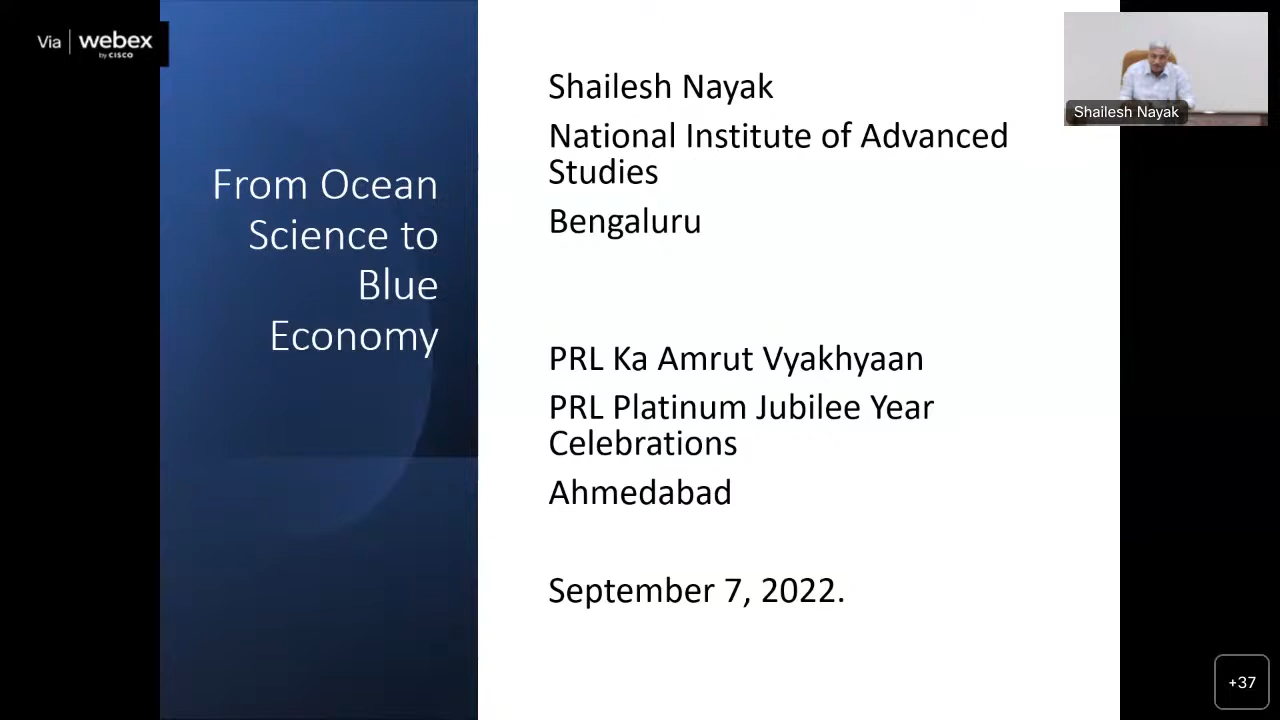 Via webex
by CISCO
From Ocean
Science to
Blue
Economy
Shailesh Nayak
National Institute of Advanced
Studies
Bengaluru
PRL Ka Amrut Vyakhyaan
PRL Platinum Jubilee Year
Celebrations
Ahmedabad
September 7, 2022.
Shailesh Nayak
+37